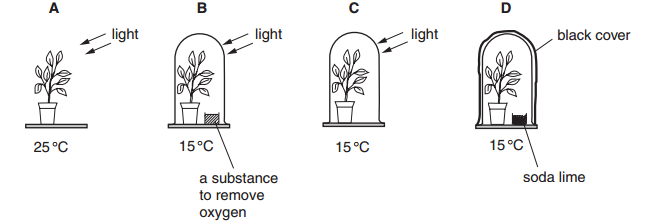 A B C D
light light light black cover
25 °C 15 °C 15 °C 15 °C
a substance
to remove
oxygen
soda lime